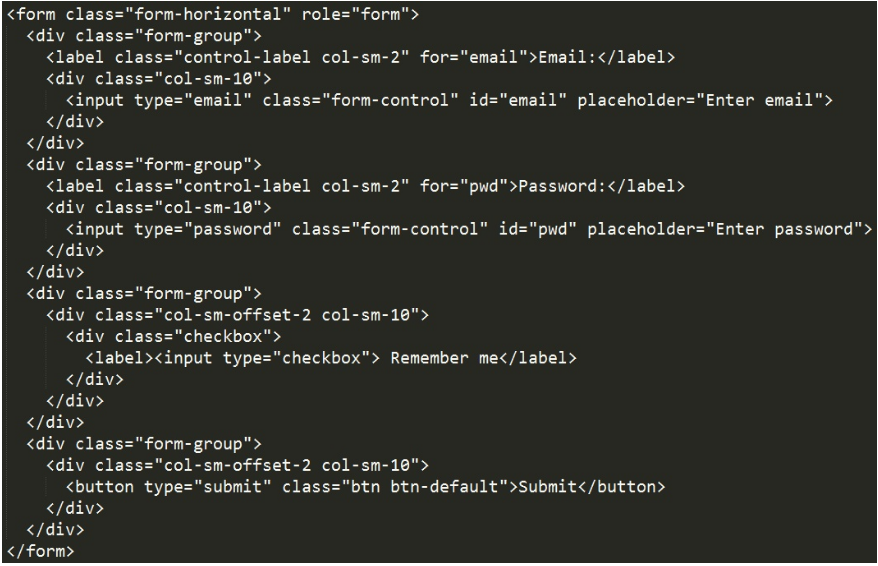 <form class="form-horizontal" role="form">
  <div class="form-group">
    <label class="control-label col-sm-2" for="email">Email:</label>
    <div class="col-sm-10">
      <input type="email" class="form-control" id="email" placeholder="Enter email">
    </div>
  </div>
  <div class="form-group">
    <label class="control-label col-sm-2" for="pwd">Password:</label>
    <div class="col-sm-10">
      <input type="password" class="form-control" id="pwd" placeholder="Enter password">
    </div>
  </div>
  <div class="form-group">
    <div class="col-sm-offset-2 col-sm-10">
      <div class="checkbox">
        <label><input type="checkbox"> Remember me</label>
      </div>
    </div>
  </div>
  <div class="form-group">
    <div class="col-sm-offset-2 col-sm-10">
      <button type="submit" class="btn btn-default">Submit</button>
    </div>
  </div>
</form>